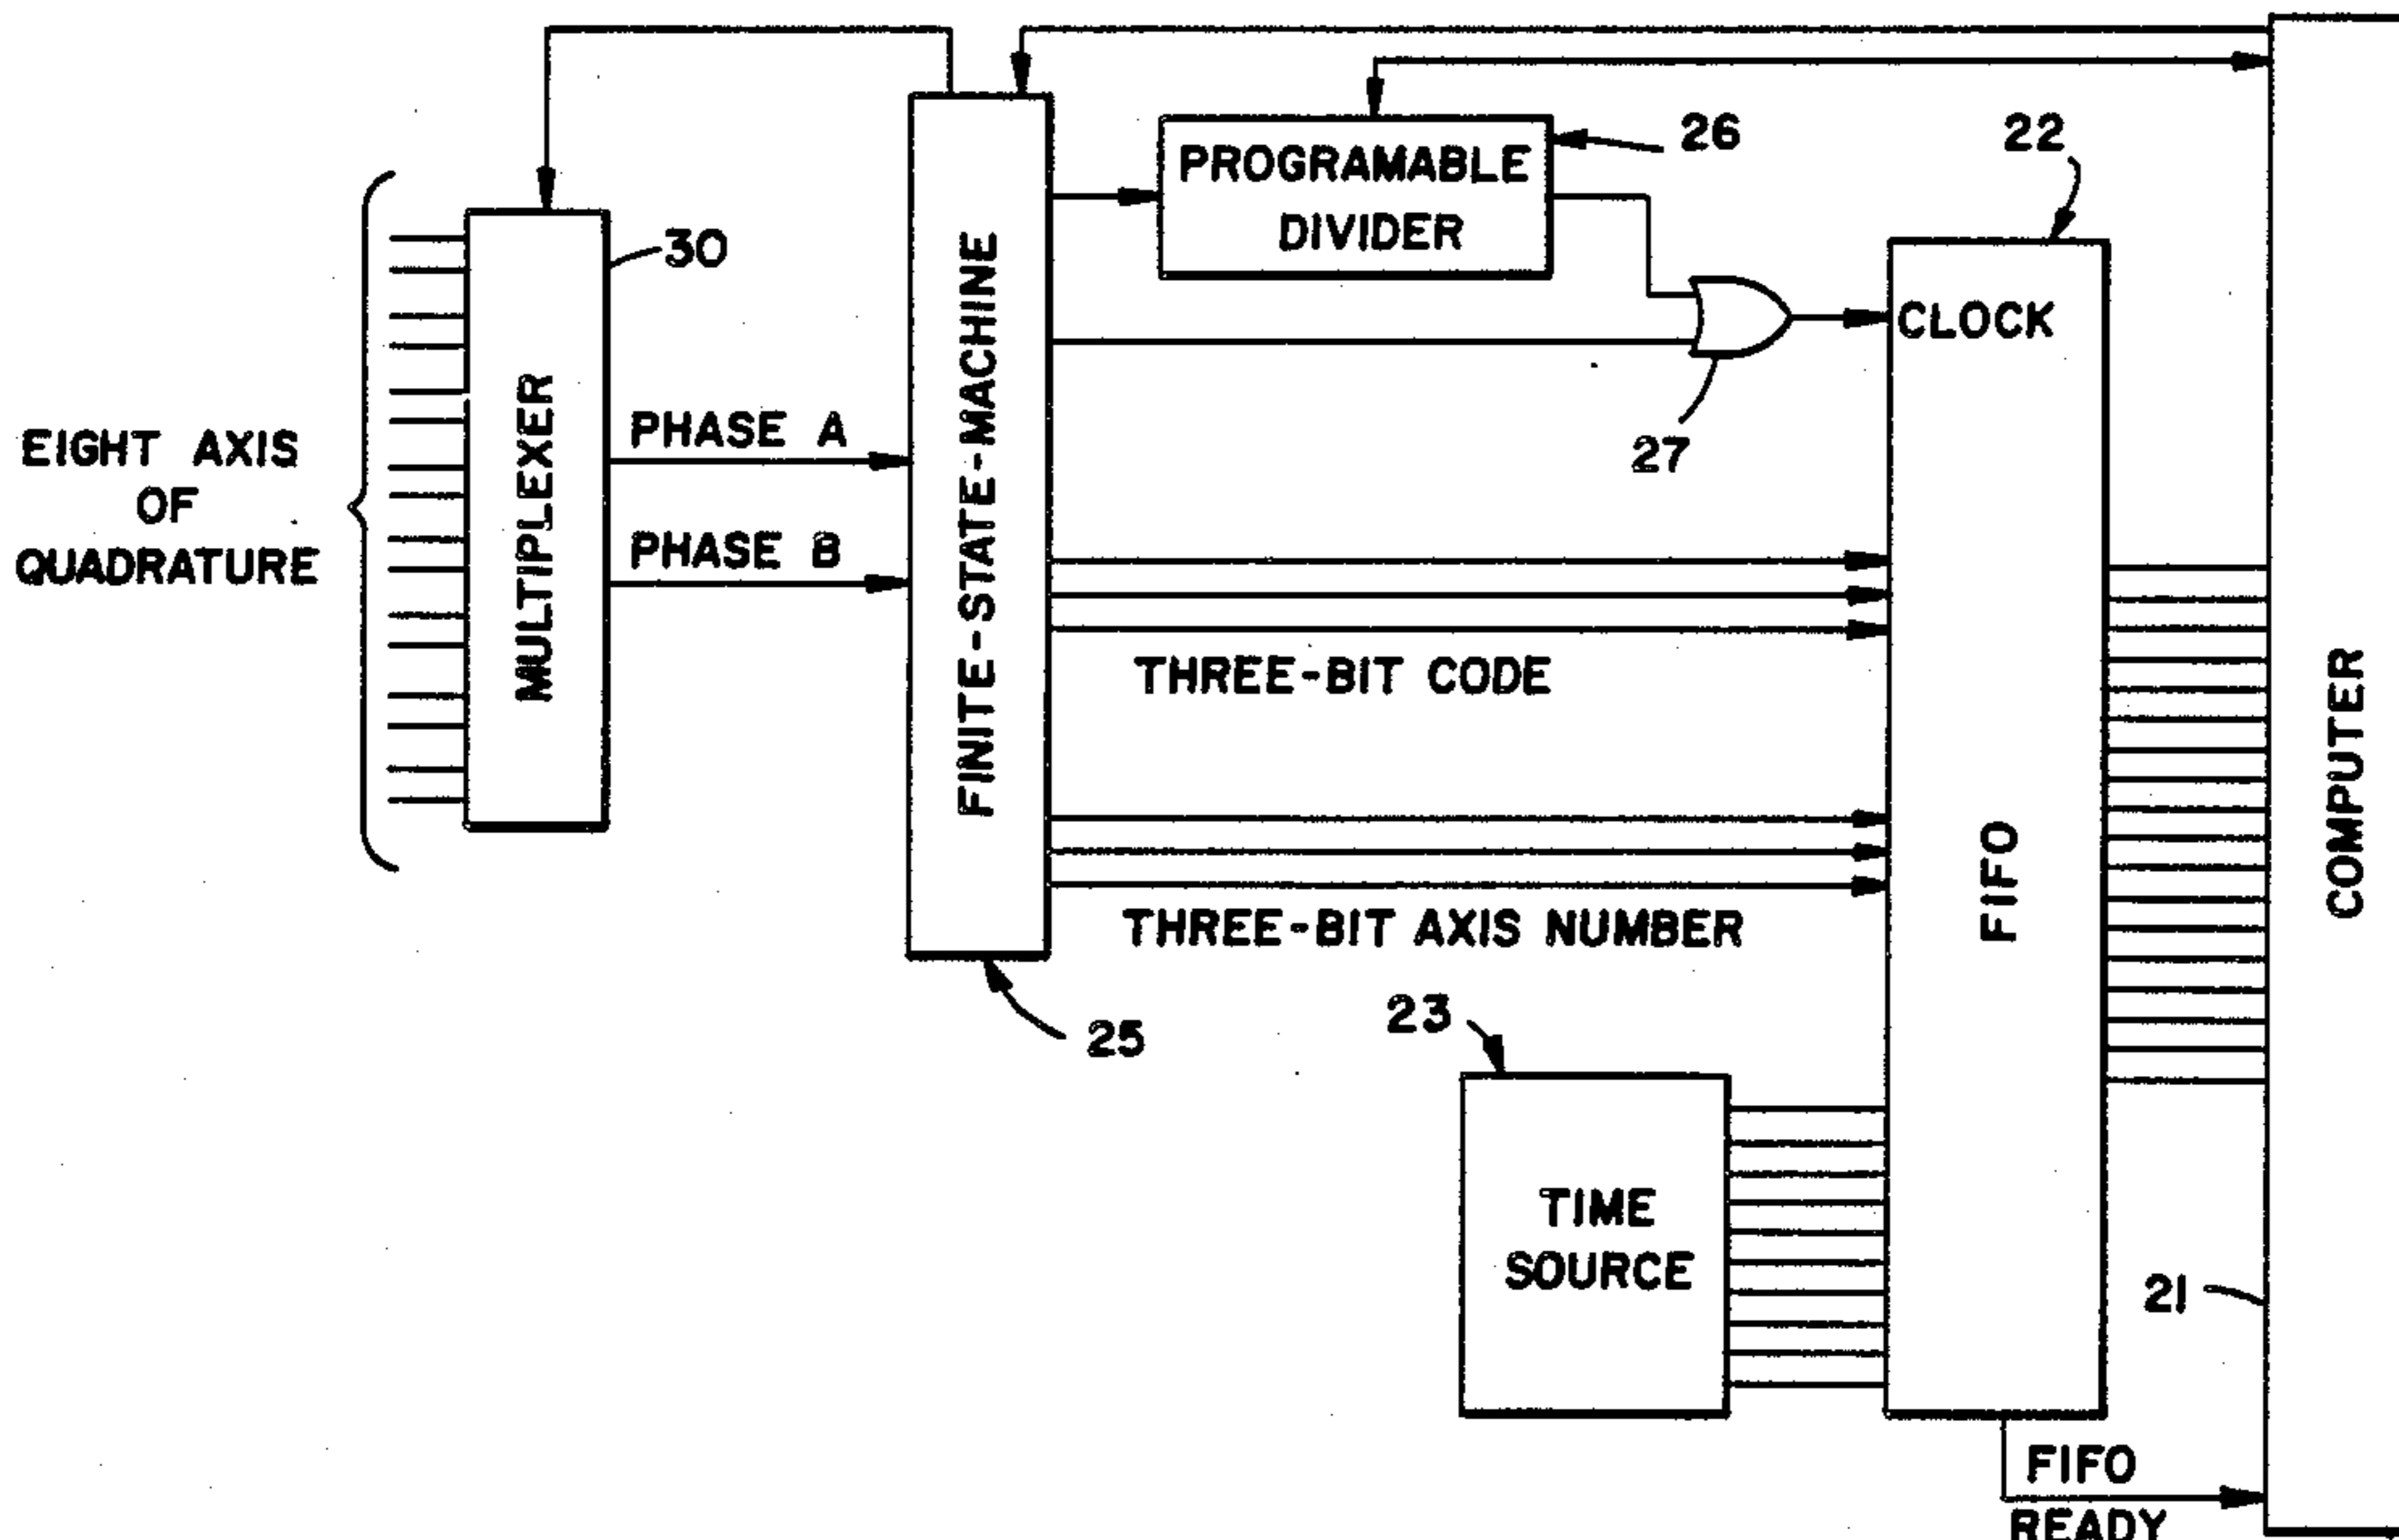 EIGHT AXIS
OF
QUADRATURE
MULTIPLEXER
30
PHASE A
PHASE B
FINITE-STATE-MACHINE
25
PROGRAMABLE
DIVIDER
26
27
22
CLOCK
FIFO
THREE-BIT CODE
THREE-BIT AXIS NUMBER
23
TIME
SOURCE
COMPUTER
21
FIFO
READY